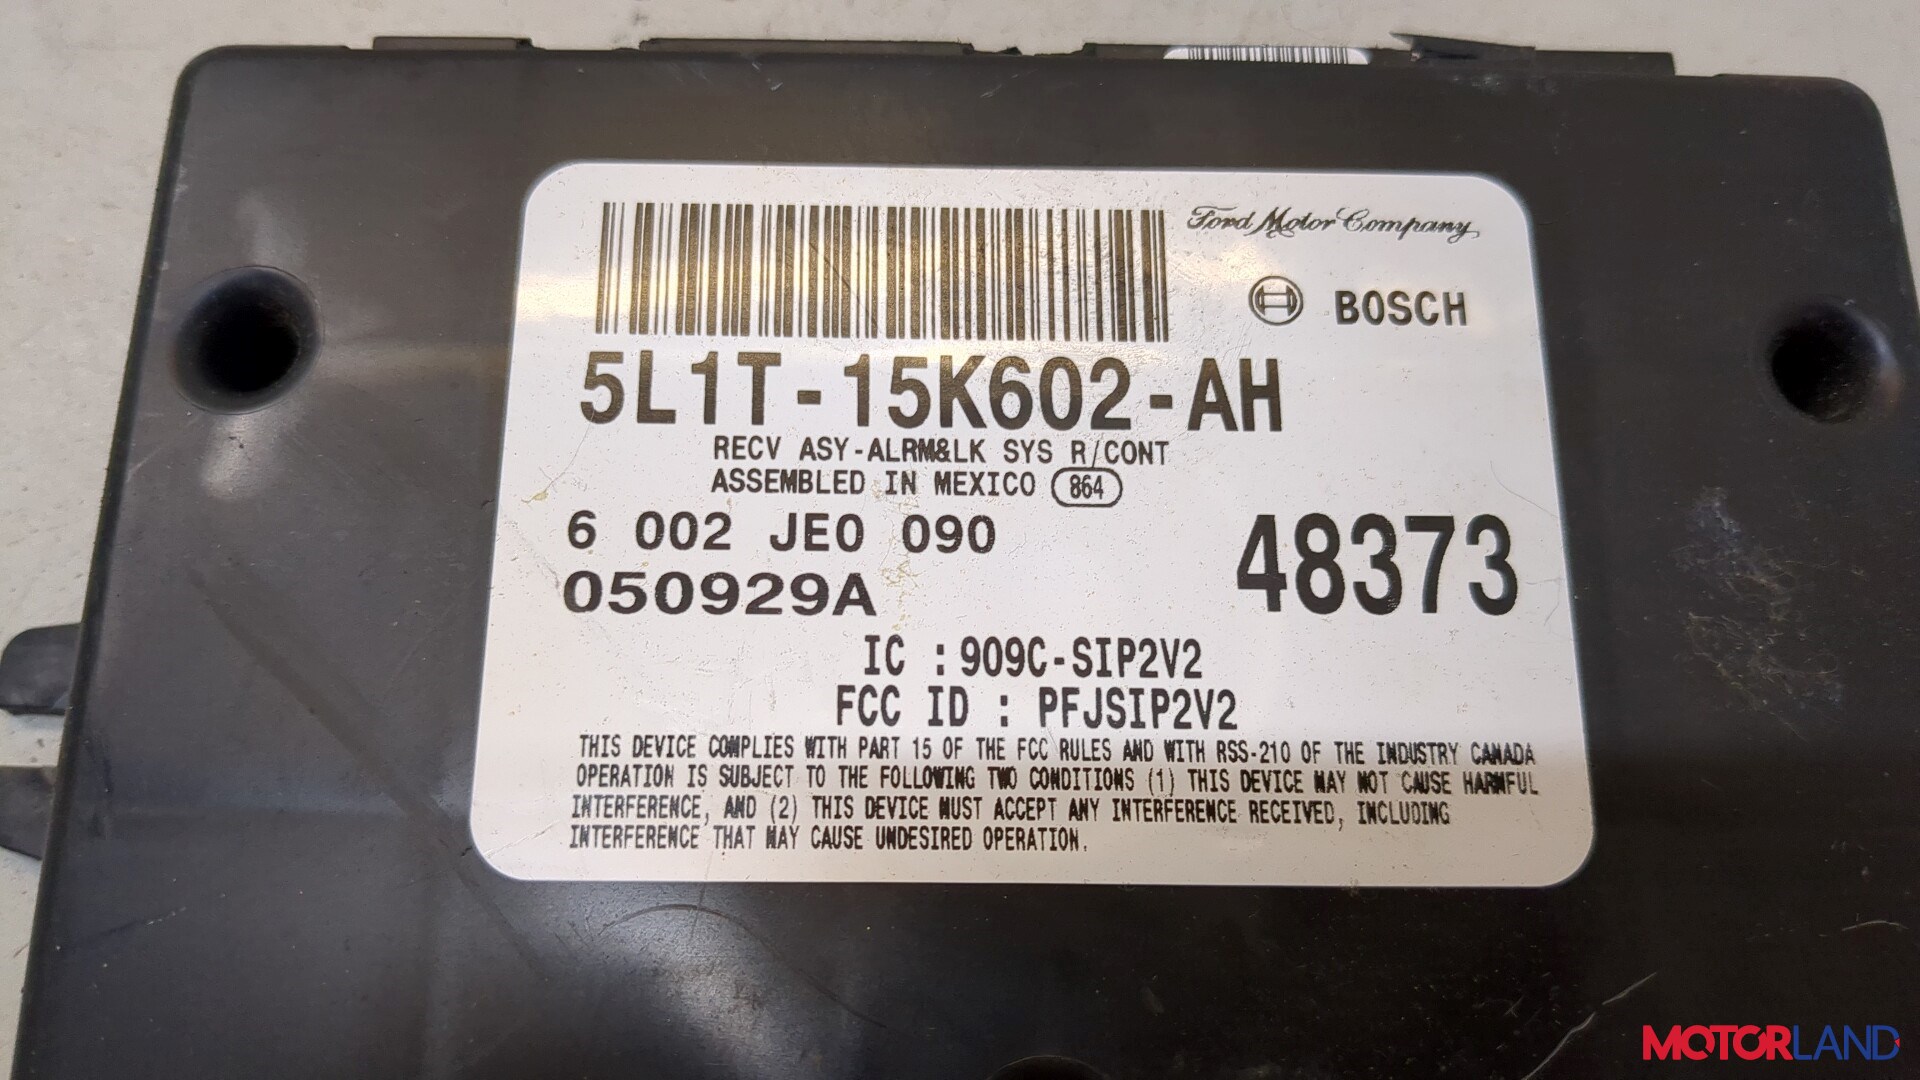 Ford Motor Company
BOSCH
5L1T-15K602-AH
RECV ASY-ALRM&LK SYS R/CONT
ASSEMBLED IN MEXICO 864
6 002 JE0 090
48373
050929A
IC :909C-SIP2V2
FCC ID : PFJSIP2V2
THIS DEVICE COMPLIES WITH PART 15 OF THE FCC RULES AND WITH RSS-210 OF THE INDUSTRY CANADA
OPERATION IS SUBJECT TO THE FOLLOWING TWO CONDITIONS (1) THIS DEVICE MAY NOT CAUSE HARMFUL
INTERFERENCE, AND (2) THIS DEVICE MUST ACCEPT ANY INTERFERENCE RECEIVED, INCLUDING
INTERFERENCE THAT MAY CAUSE UNDESIRED OPERATION.
MOTORLAND